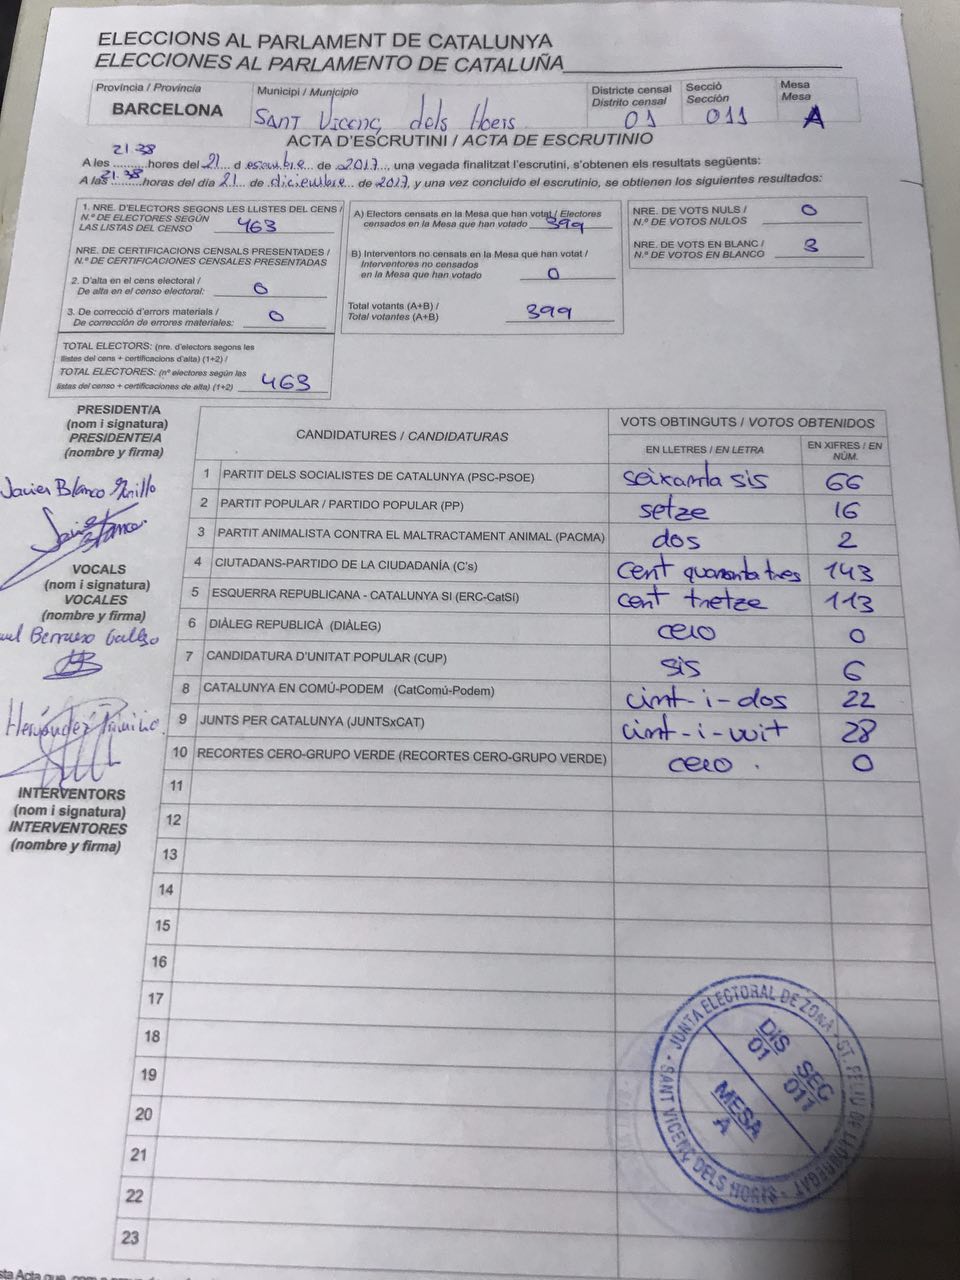 ELECCIONS AL PARLAMENT DE CATALUNYA
ELECCIONES AL PARLAMENTO DE CATALUÑA
Província / Provincia
BARCELONA
Municipi / Municipio
SANT Vicenç dels Horts
Districte censal
Distrito censal
01
Secció
Sección
011
Mesa
Mesa
A
ACTA D'ESCRUTINI / ACTA DE ESCRUTINIO
A les 21.38 hores del 21 d desembre de 2017, una vegada finalitzat l'escrutini, s'obtenen els resultats següents:
A las 21.38 horas del día 21 de diciembre de 2017, y una vez concluido el escrutinio, se obtienen los siguientes resultados:
1. NRE. D'ELECTORS SEGONS LES LLISTES DEL CENS /
N.º DE ELECTORES SEGÚN
LAS LISTAS DEL CENSO 463
NRE. DE CERTIFICACIONS CENSALS PRESENTADES /
N.º DE CERTIFICACIONES CENSALES PRESENTADAS
2. D'alta en el cens electoral /
De alta en el censo electoral: 0
3. De correcció d'errors materials /
De corrección de errores materiales: 0
TOTAL ELECTORS: (nre. d'electors segons les
llistes del cens + certificacions d'alta) (1+2) /
TOTAL ELECTORES: (nº electores según las
listas del censo + certificaciones de alta) (1+2) 463
A) Electors censats en la Mesa que han votat / Electores
censados en la Mesa que han votado 399
B) Interventors no censats en la Mesa que han votat /
Interventores no censados
en la Mesa que han votado 0
Total votants (A+B) /
Total votantes (A+B) 399
NRE. DE VOTS NULS /
N.º DE VOTOS NULOS 0
NRE. DE VOTS EN BLANC /
N.º DE VOTOS EN BLANCO 3
PRESIDENT/A
(nom i signatura)
PRESIDENTE/A
(nombre y firma)
Javier Blanco
VOCALS
(nom i signatura)
VOCALES
(nombre y firma)
Hernández
INTERVENTORS
(nom i signatura)
INTERVENTORES
(nombre y firma)
CANDIDATURES / CANDIDATURAS
VOTS OBTINGUTS / VOTOS OBTENIDOS
EN LLETRES / EN LETRA
EN XIFRES / EN NÚM.
1 PARTIT DELS SOCIALISTES DE CATALUNYA (PSC-PSOE) seixanta sis 66
2 PARTIT POPULAR / PARTIDO POPULAR (PP) setze 16
3 PARTIT ANIMALISTA CONTRA EL MALTRACTAMENT ANIMAL (PACMA) dos 2
4 CIUTADANS-PARTIDO DE LA CIUDADANÍA (C's) cent quaranta tres 143
5 ESQUERRA REPUBLICANA - CATALUNYA SI (ERC-CatSí) cent tretze 113
6 DIÀLEG REPUBLICÀ (DIÀLEG) cero 0
7 CANDIDATURA D'UNITAT POPULAR (CUP) sis 6
8 CATALUNYA EN COMÚ-PODEM (CatComú-Podem) vint-i-dos 22
9 JUNTS PER CATALUNYA (JUNTSxCAT) vint-i-vuit 28
10 RECORTES CERO-GRUPO VERDE (RECORTES CERO-GRUPO VERDE) cero . 0
11
12
13
14
15
16
17
18
19
20
21
22
23
JUNTA ELECTORAL DE ZONA - ST. FELIU DE LLOBREGAT - SANT VICENÇ DELS HORTS -
DIS SEC
01 011
MESA
A